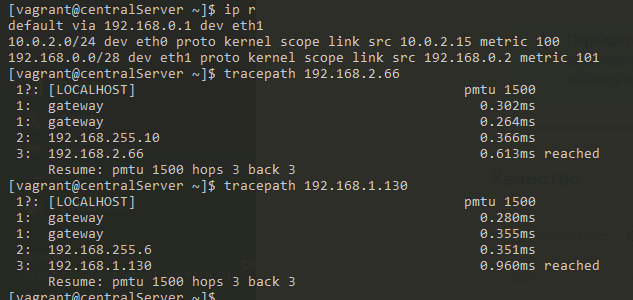 [vagrant@centralServer ~]$ ip r
default via 192.168.0.1 dev eth1
10.0.2.0/24 dev eth0 proto kernel scope link src 10.0.2.15 metric 100
192.168.0.0/28 dev eth1 proto kernel scope link src 192.168.0.2 metric 101
[vagrant@centralServer ~]$ tracepath 192.168.2.66
1?: [LOCALHOST] pmtu 1500
1: gateway 0.302ms
1: gateway 0.264ms
2: 192.168.255.10 0.366ms
3: 192.168.2.66 0.613ms reached
Resume: pmtu 1500 hops 3 back 3
[vagrant@centralServer ~]$ tracepath 192.168.1.130
1?: [LOCALHOST] pmtu 1500
1: gateway 0.280ms
1: gateway 0.355ms
2: 192.168.255.6 0.351ms
3: 192.168.1.130 0.960ms reached
Resume: pmtu 1500 hops 3 back 3
[vagrant@centralServer ~]$
Качество